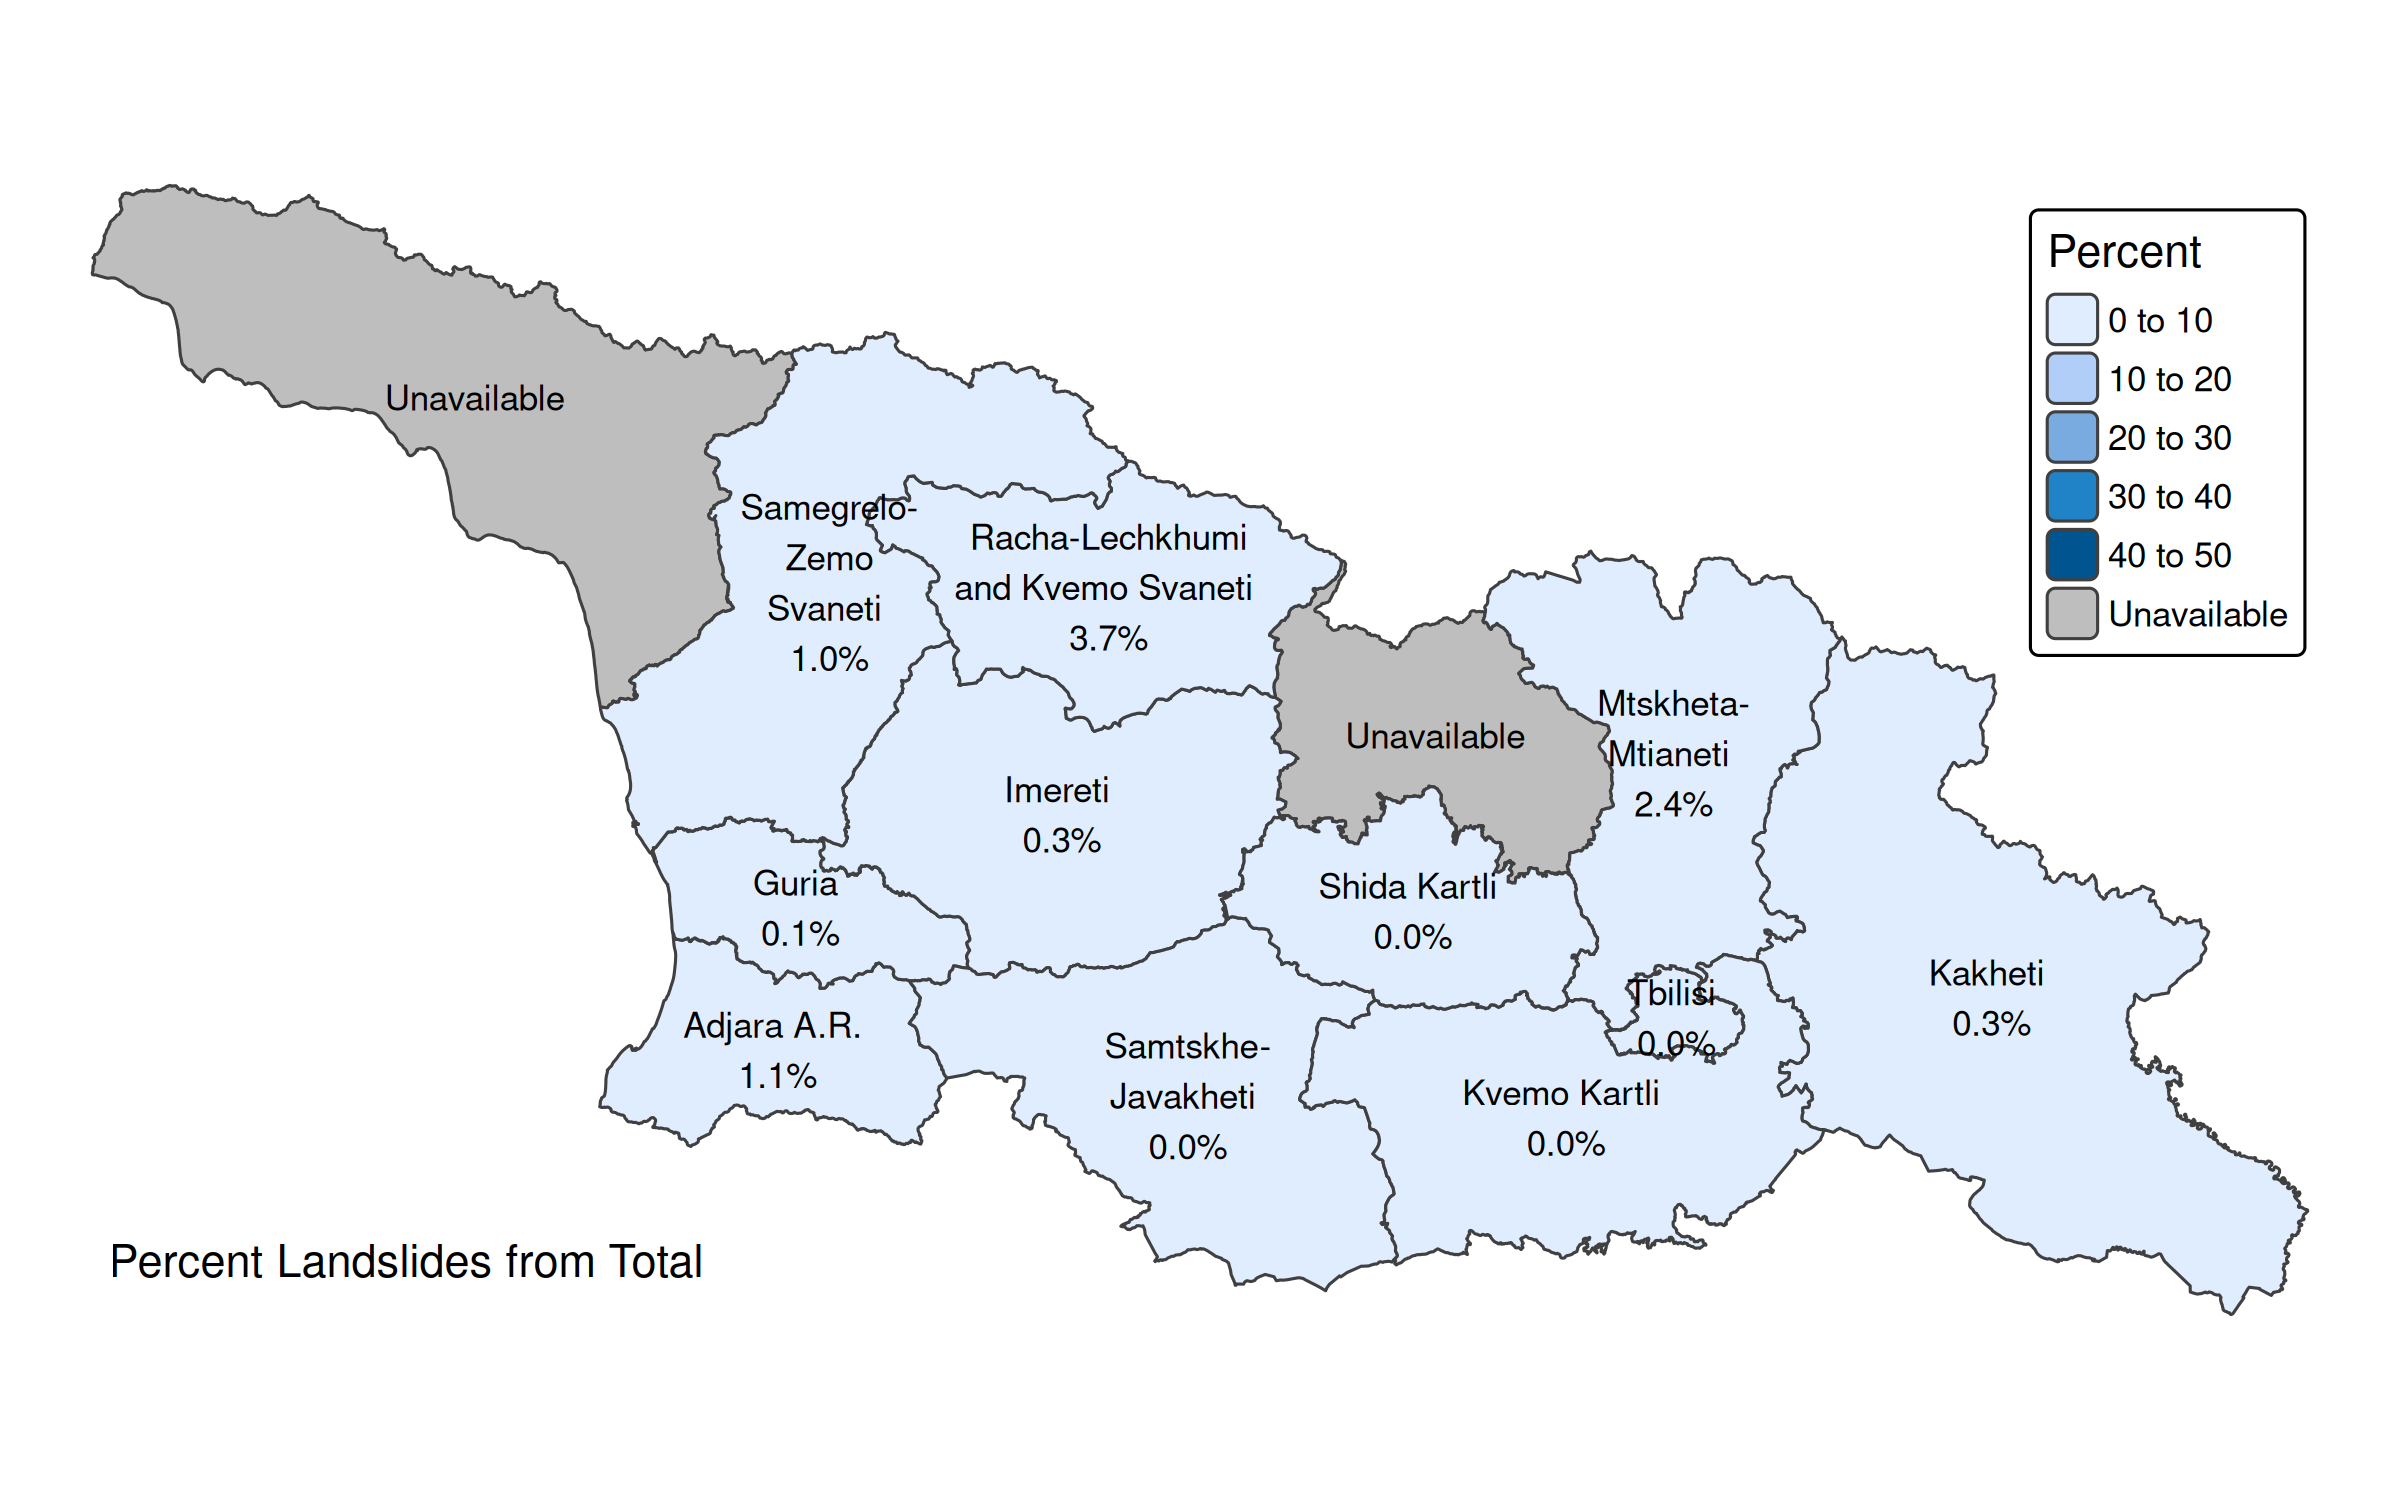 Percent
0 to 10
10 to 20
20 to 30
30 to 40
40 to 50
Unavailable
Unavailable
Samegrelo-
Zemo
Svaneti
1.0%
Racha-Lechkhumi
and Kvemo Svaneti
3.7%
Unavailable
Mtskheta-
Mtianeti
2.4%
Imereti
0.3%
Guria
0.1%
Shida Kartli
0.0%
Kakheti
0.3%
Tbilisi
0.0%
Adjara A.R.
1.1%
Samtskhe-
Javakheti
0.0%
Kvemo Kartli
0.0%
Percent Landslides from Total